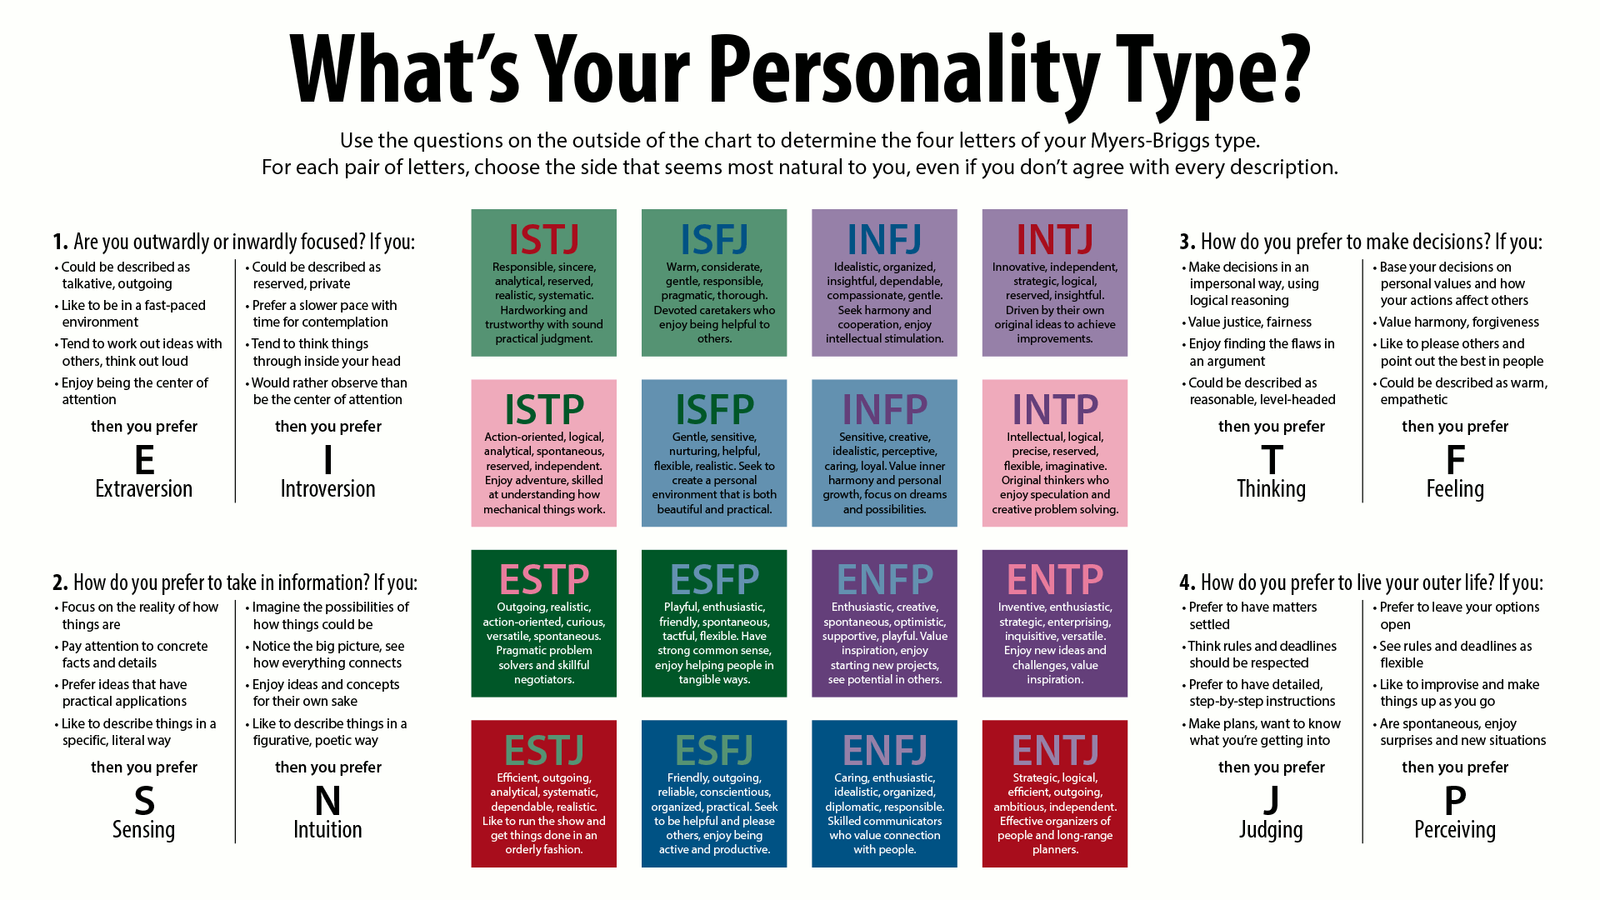 What's Your Personality Type?
Use the questions on the outside of the chart to determine the four letters of your Myers-Briggs type.
For each pair of letters, choose the side that seems most natural to you, even if you don't agree with every description.
1. Are you outwardly or inwardly focused? If you:
• Could be described as
talkative, outgoing
• Like to be in a fast-paced
environment
• Tend to work out ideas with
others, think out loud
• Enjoy being the center of
attention
then you prefer
E
Extraversion
• Could be described as
reserved, private
• Prefer a slower pace with
time for contemplation
• Tend to think things
through inside your head
• Would rather observe than
be the center of attention
then you prefer
I
Introversion
2. How do you prefer to take in information? If you:
• Focus on the reality of how
things are
• Pay attention to concrete
facts and details
• Prefer ideas that have
practical applications
• Like to describe things in a
specific, literal way
then you prefer
S
Sensing
• Imagine the possibilities of
how things could be
• Notice the big picture, see
how everything connects
• Enjoy ideas and concepts
for their own sake
• Like to describe things in a
figurative, poetic way
then you prefer
N
Intuition
ISTJ
Responsible, sincere,
analytical, reserved,
realistic, systematic.
Hardworking and
trustworthy with sound
practical judgment.
ISFJ
Warm, considerate,
gentle, responsible,
pragmatic, thorough.
Devoted caretakers who
enjoy being helpful to
others.
INFJ
Idealistic, organized,
insightful, dependable,
compassionate, gentle.
Seek harmony and
cooperation, enjoy
intellectual stimulation.
INTJ
Innovative, independent,
strategic, logical,
reserved, insightful.
Driven by their own
original ideas to achieve
improvements.
ISTP
Action-oriented, logical,
analytical, spontaneous,
reserved, independent.
Enjoy adventure, skilled
at understanding how
mechanical things work.
ISFP
Gentle, sensitive,
nurturing, helpful,
flexible, realistic. Seek to
create a personal
environment that is both
beautiful and practical.
INFP
Sensitive, creative,
idealistic, perceptive,
caring, loyal. Value inner
harmony and personal
growth, focus on dreams
and possibilities.
INTP
Intellectual, logical,
precise, reserved,
flexible, imaginative.
Original thinkers who
enjoy speculation and
creative problem solving.
ESTP
Outgoing, realistic,
action-oriented, curious,
versatile, spontaneous.
Pragmatic problem
solvers and skillful
negotiators.
ESFP
Playful, enthusiastic,
friendly, spontaneous,
tactful, flexible. Have
strong common sense,
enjoy helping people in
tangible ways.
ENFP
Enthusiastic, creative,
spontaneous, optimistic,
supportive, playful. Value
inspiration, enjoy
starting new projects,
see potential in others.
ENTP
Inventive, enthusiastic,
strategic, enterprising,
inquisitive, versatile.
Enjoy new ideas and
challenges, value
inspiration.
ESTJ
Efficient, outgoing,
analytical, systematic,
dependable, realistic.
Like to run the show and
get things done in an
orderly fashion.
ESFJ
Friendly, outgoing,
reliable, conscientious,
organized, practical. Seek
to be helpful and please
others, enjoy being
active and productive.
ENFJ
Caring, enthusiastic,
idealistic, organized,
diplomatic, responsible.
Skilled communicators
who value connection
with people.
ENTJ
Strategic, logical,
efficient, outgoing,
ambitious, independent.
Effective organizers of
people and long-range
planners.
3. How do you prefer to make decisions? If you:
• Make decisions in an
impersonal way, using
logical reasoning
• Value justice, fairness
• Enjoy finding the flaws in
an argument
• Could be described as
reasonable, level-headed
then you prefer
T
Thinking
• Base your decisions on
personal values and how
your actions affect others
• Value harmony, forgiveness
• Like to please others and
point out the best in people
• Could be described as warm,
empathetic
then you prefer
F
Feeling
4. How do you prefer to live your outer life? If you:
• Prefer to have matters
settled
• Think rules and deadlines
should be respected
• Prefer to have detailed,
step-by-step instructions
• Make plans, want to know
what you're getting into
then you prefer
J
Judging
• Prefer to leave your options
open
• See rules and deadlines as
flexible
• Like to improvise and make
things up as you go
• Are spontaneous, enjoy
surprises and new situations
then you prefer
P
Perceiving